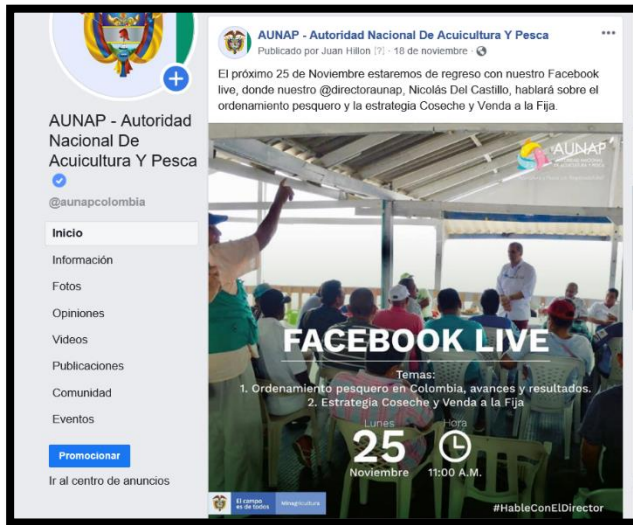 AUNAP - Autoridad
Nacional De
Acuicultura Y Pesca
@aunapcolombia
Inicio
Información
Fotos
Opiniones
Videos
Publicaciones
Comunidad
Eventos
Promocionar
Ir al centro de anuncios
AUNAP - Autoridad Nacional De Acuicultura Y Pesca
Publicado por Juan Hillon [?] · 18 de noviembre ·
El próximo 25 de Noviembre estaremos de regreso con nuestro Facebook
live, donde nuestro @directoraunap, Nicolás Del Castillo, hablará sobre el
ordenamiento pesquero y la estrategia Coseche y Venda a la Fija.
AUNAP
FACEBOOK LIVE
Temas:
1. Ordenamiento pesquero en Colombia, avances y resultados.
2. Estrategia Coseche y Venda a la Fija
Lunes
25
Noviembre
Hora
11:00 A.M.
El campo
es de todos
Minagricultura
#HableConElDirector